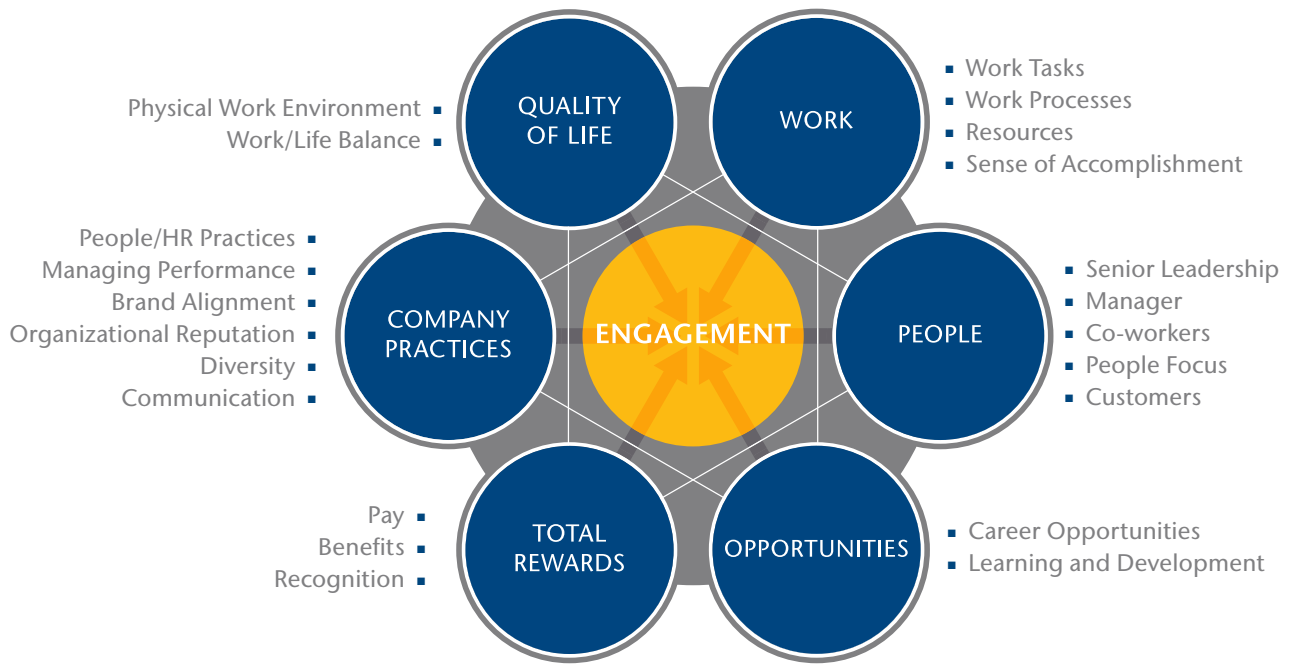 QUALITY
OF LIFE
Physical Work Environment
Work/Life Balance
WORK
Work Tasks
Work Processes
Resources
Sense of Accomplishment
COMPANY
PRACTICES
People/HR Practices
Managing Performance
Brand Alignment
Organizational Reputation
Diversity
Communication
ENGAGEMENT
PEOPLE
Senior Leadership
Manager
Co-workers
People Focus
Customers
TOTAL
REWARDS
Pay
Benefits
Recognition
OPPORTUNITIES
Career Opportunities
Learning and Development